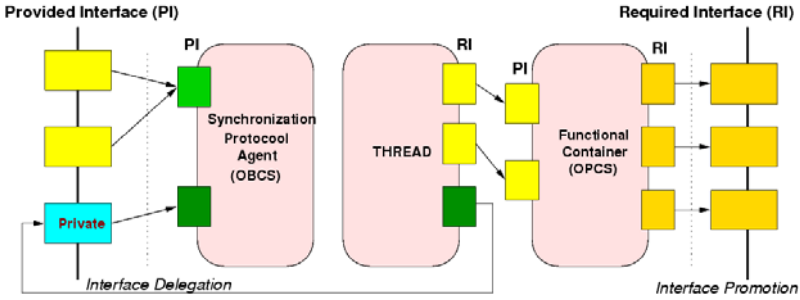 Provided Interface (PI)
Required Interface (RI)
PI
RI
PI
RI
Synchronization
Protocool
Agent
(OBCS)
THREAD
Functional
Container
(OPCS)
Private
Interface Delegation
Interface Promotion